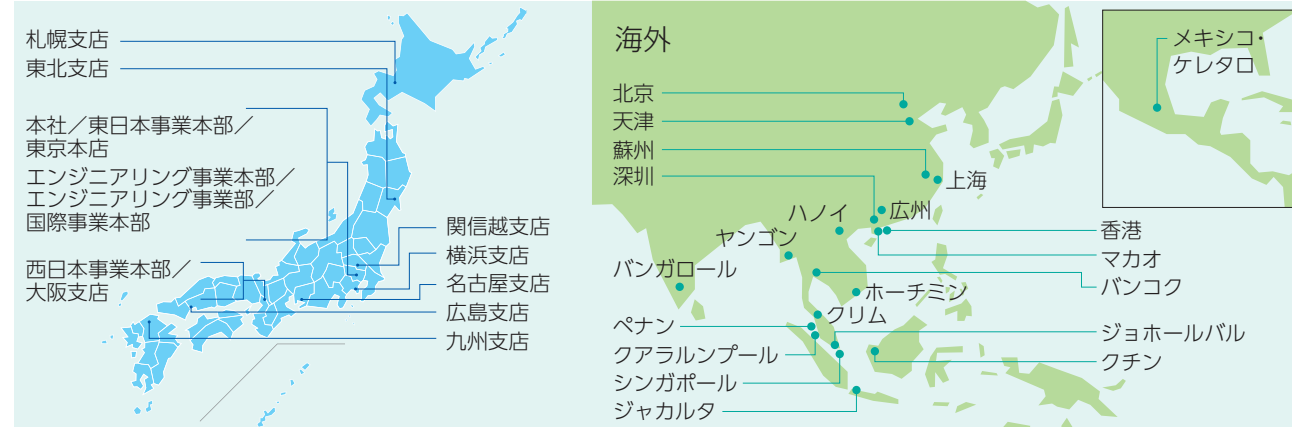 札幌支店
東北支店
本社／東日本事業本部／
東京本店
エンジニアリング事業本部／
エンジニアリング事業部／
国際事業本部
西日本事業本部／
大阪支店
関信越支店
横浜支店
名古屋支店
広島支店
九州支店
海外
北京
天津
蘇州
深圳
上海
広州
ハノイ
ヤンゴン
バンガロール
ホーチミン
クリム
ペナン
クアラルンプール
シンガポール
ジャカルタ
メキシコ・
ケレタロ
香港
マカオ
バンコク
ジョホールバル
クチン